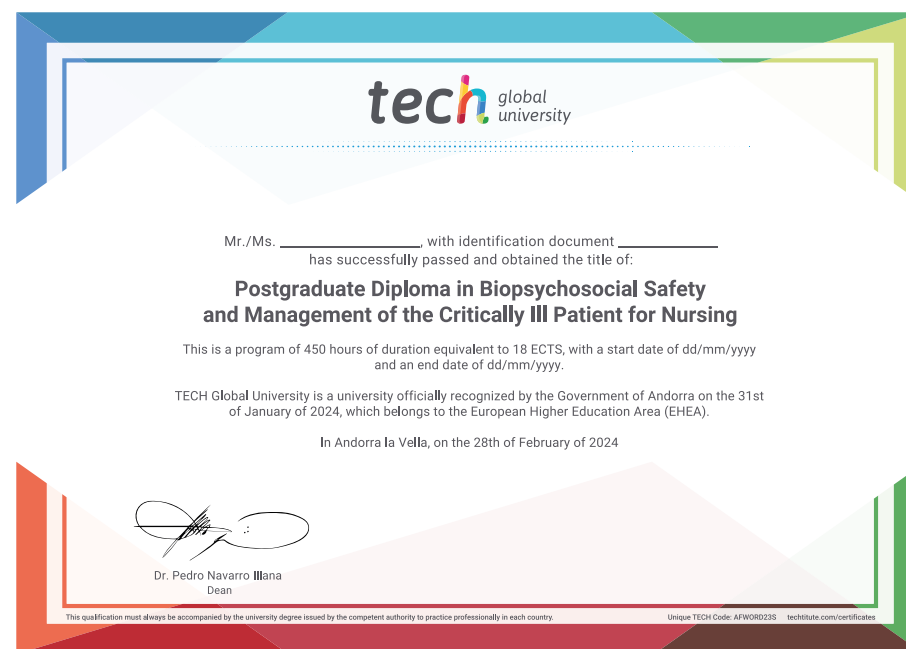 tech global
university
Mr./Ms. ____________, with identification document ____________
has successfully passed and obtained the title of:
Postgraduate Diploma in Biopsychosocial Safety
and Management of the Critically Ill Patient for Nursing
This is a program of 450 hours of duration equivalent to 18 ECTS, with a start date of dd/mm/yyyy
and an end date of dd/mm/yyyy.
TECH Global University is a university officially recognized by the Government of Andorra on the 31st
of January of 2024, which belongs to the European Higher Education Area (EHEA).
In Andorra la Vella, on the 28th of February of 2024
Dr. Pedro Navarro Illana
Dean
This qualification must always be accompanied by the university degree issued by the competent authority to practice professionally in each country.
Unique TECH Code: AFWORD23S techtitute.com/certificates